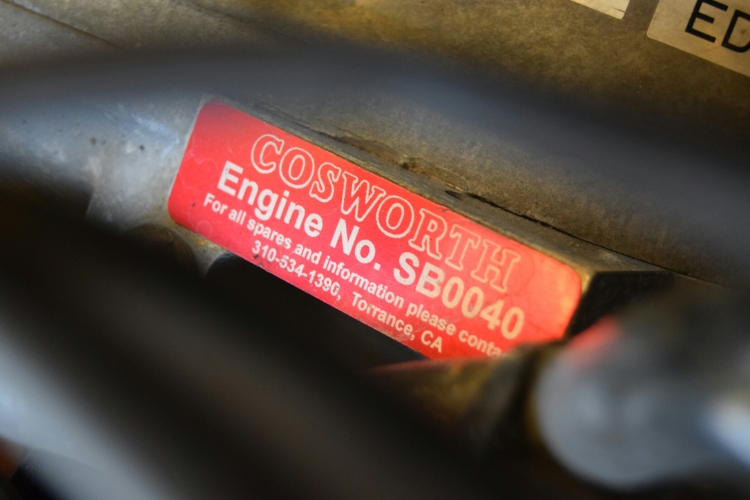 ED
COSWORTH
Engine No. SB0040
For all spares and information please conta
310-534-1390, Torrance, CA